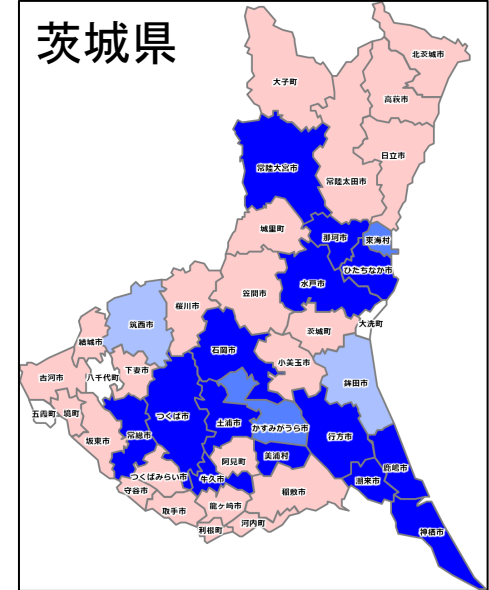 茨城県
北茨城市
大子町
高萩市
日立市
常陸大宮市
常陸太田市
城里町
那珂市
東海村
ひたちなか市
水戸市
笠間市
桜川市
筑西市
大洗町
茨城町
結城市
石岡市
小美玉市
下妻市
古河市
八千代町
鉾田市
五霞町
境町
つくば市
土浦市
かすみがうら市
坂東市
常総市
行方市
美浦村
阿見町
鹿嶋市
つくばみらい市
牛久市
潮来市
守谷市
稲敷市
龍ヶ崎市
取手市
河内町
利根町
神栖市